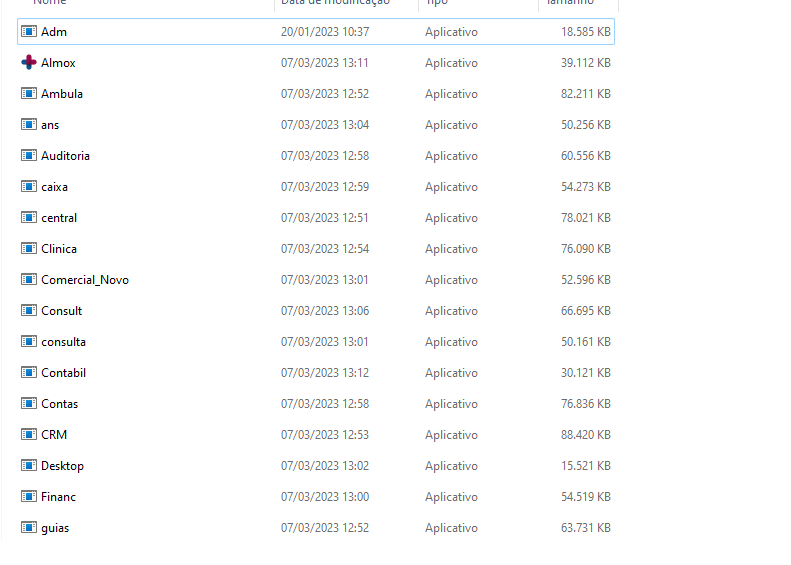 Nome Data de modificação Tipo Tamanho
Adm 20/01/2023 10:37 Aplicativo 18.585 KB
Almox 07/03/2023 13:11 Aplicativo 39.112 KB
Ambula 07/03/2023 12:52 Aplicativo 82.211 KB
ans 07/03/2023 13:04 Aplicativo 50.256 KB
Auditoria 07/03/2023 12:58 Aplicativo 60.556 KB
caixa 07/03/2023 12:59 Aplicativo 54.273 KB
central 07/03/2023 12:51 Aplicativo 78.021 KB
Clinica 07/03/2023 12:54 Aplicativo 76.090 KB
Comercial_Novo 07/03/2023 13:01 Aplicativo 52.596 KB
Consult 07/03/2023 13:06 Aplicativo 66.695 KB
consulta 07/03/2023 13:01 Aplicativo 50.161 KB
Contabil 07/03/2023 13:12 Aplicativo 30.121 KB
Contas 07/03/2023 12:58 Aplicativo 76.836 KB
CRM 07/03/2023 12:53 Aplicativo 88.420 KB
Desktop 07/03/2023 13:02 Aplicativo 15.521 KB
Financ 07/03/2023 13:00 Aplicativo 54.519 KB
guias 07/03/2023 12:52 Aplicativo 63.731 KB